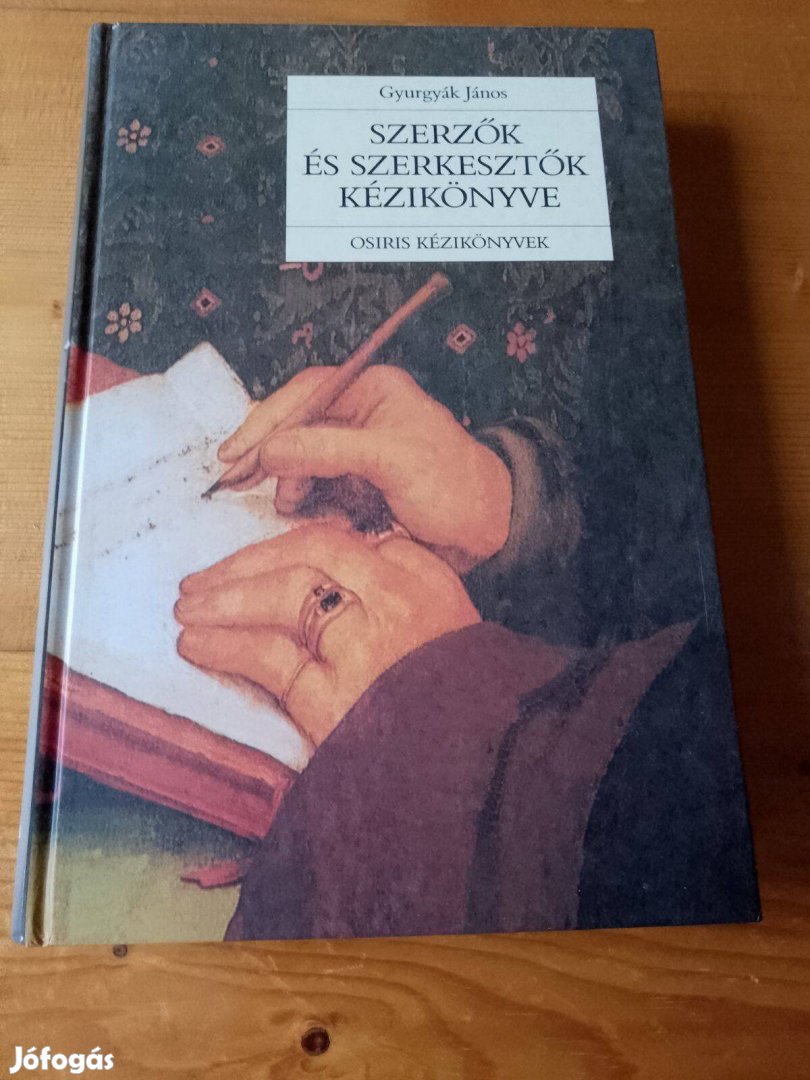 Gyurgyák János
SZERZŐK
ÉS SZERKESZTŐK
KÉZIKÖNYVE
OSIRIS KÉZIKÖNYVEK
Jófogás